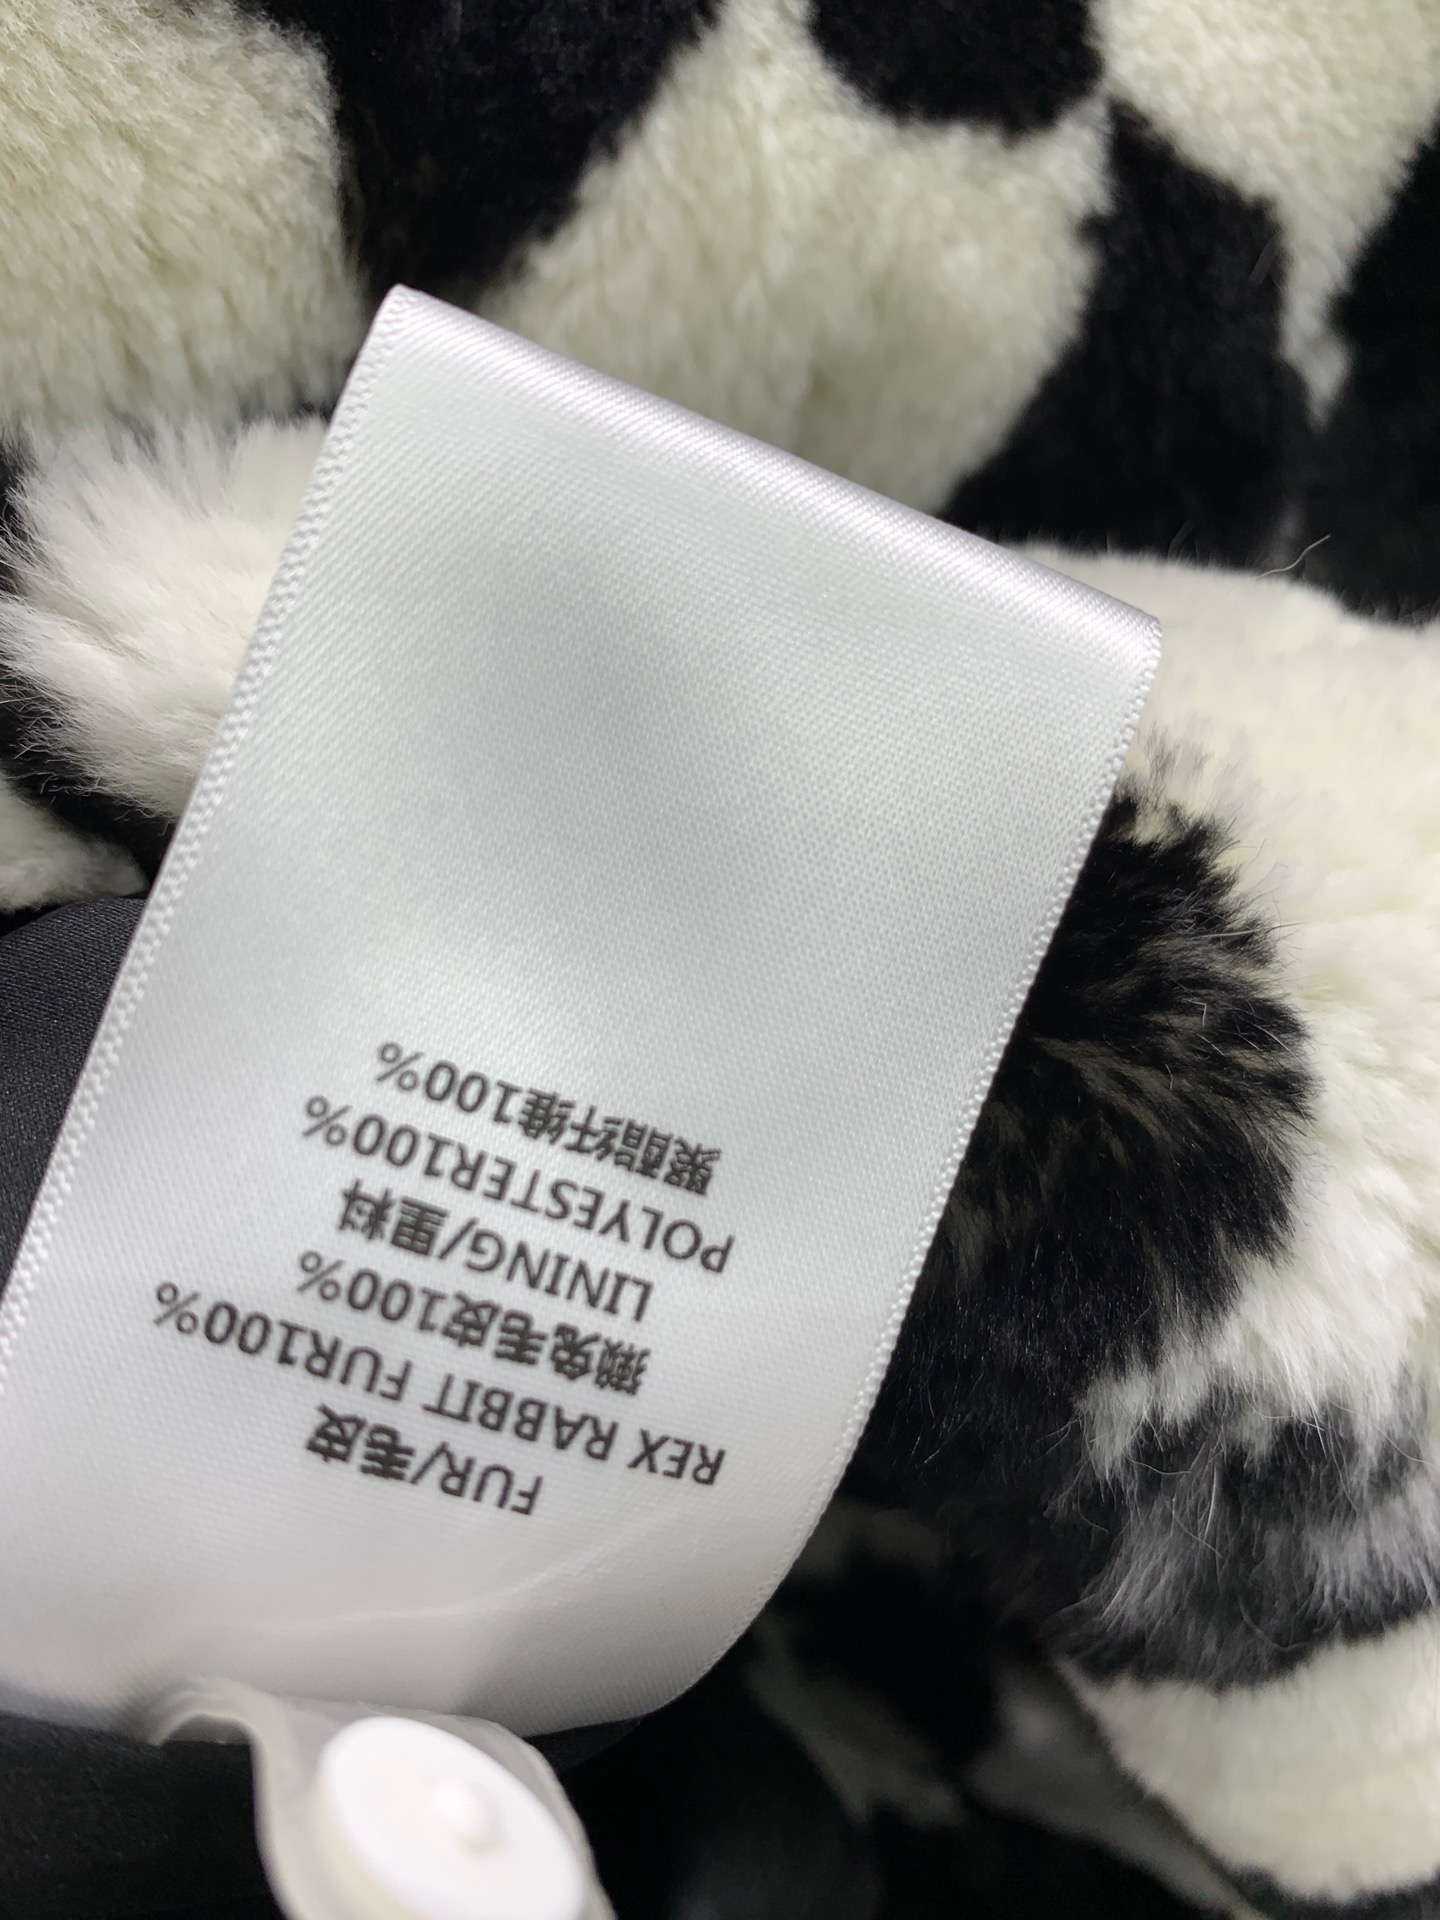 FUR/毛皮
REX RABBIT FUR100%
獭兔毛皮100%
LINING/里料
POLYESTER100%
聚酯纤维100%